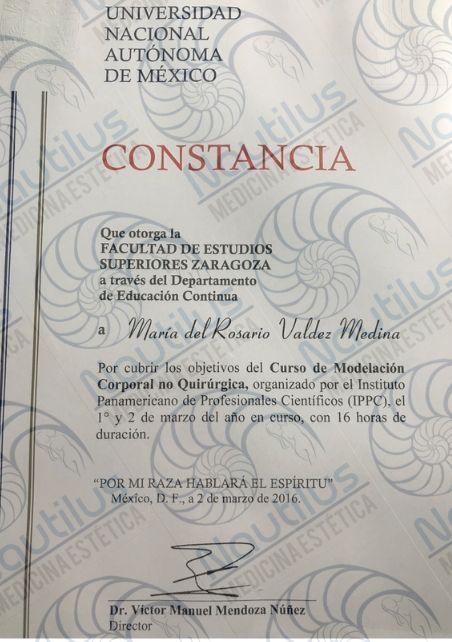 UNIVERSIDAD
NACIONAL
AUTÓNOMA
DE MÉXICO
CONSTANCIA
Que otorga la
FACULTAD DE ESTUDIOS
SUPERIORES ZARAGOZA
a través del Departamento
de Educación Continua
a María del Rosario Valdez Medina
Por cubrir los objetivos del Curso de Modelación
Corporal no Quirúrgica, organizado por el Instituto
Panamericano de Profesionales Científicos (IPPC), el
1° y 2 de marzo del año en curso, con 16 horas de
duración.
“POR MI RAZA HABLARÁ EL ESPÍRITU”
México, D. F., a 2 de marzo de 2016.
Dr. Víctor Manuel Mendoza Núñez
Director
Nautilus
MEDICINA ESTÉTICA